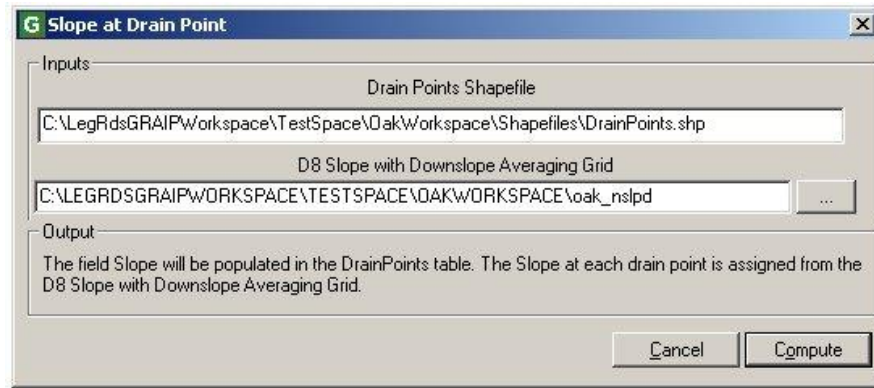 G Slope at Drain Point
Inputs
Drain Points Shapefile
C:\LegRdsGRAIPWorkspace\TestSpace\OakWorkspace\Shapefiles\DrainPoints.shp
D8 Slope with Downslope Averaging Grid
C:\LEGRDSGRAIPWORKSPACE\TESTSPACE\OAKWORKSPACE\oak_nslpd
...
Output
The field Slope will be populated in the DrainPoints table. The Slope at each drain point is assigned from the
D8 Slope with Downslope Averaging Grid.
Cancel Compute